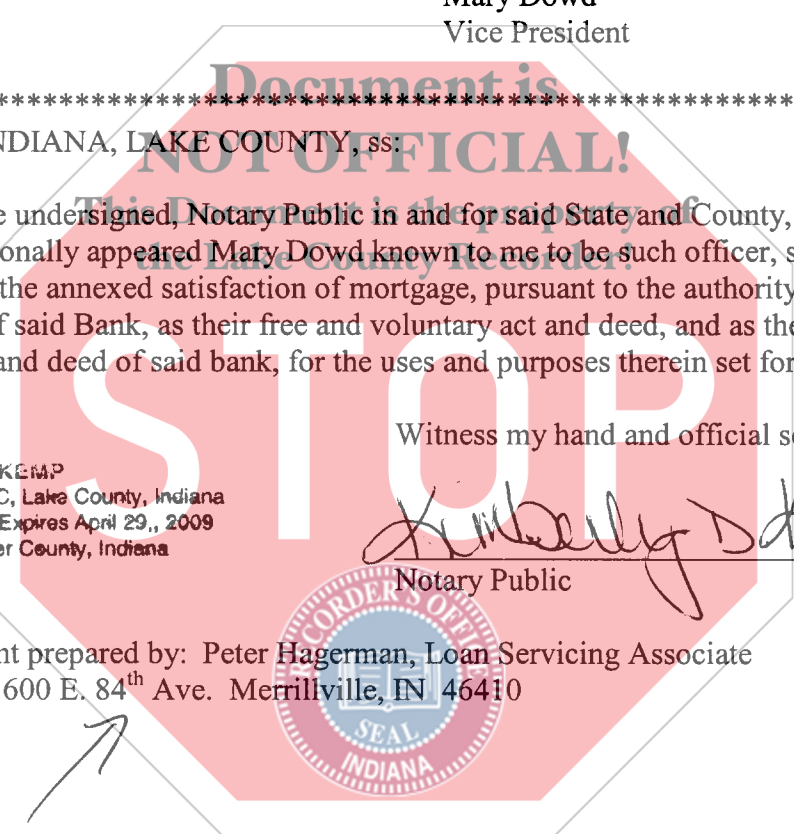 Mary Dowd
Vice President
Document is
**************************************************
NDIANA, LAKE COUNTY, ss:
NOT OFFICIAL!
This Document is the property of
e undersigned, Notary Public in and for said State and County,
the Lake County Recorder!
onally appeared Mary Dowd known to me to be such officer, s
the annexed satisfaction of mortgage, pursuant to the authority
f said Bank, as their free and voluntary act and deed, and as the
and deed of said bank, for the uses and purposes therein set for
STOP
Witness my hand and official s
KEMP
C, Lake County, Indiana
Expires April 29,, 2009
er County, Indiana
Kimberly D K
Notary Public
RECORDER'S OFFICE
nt prepared by: Peter Hagerman, Loan Servicing Associate
600 E. 84th Ave. Merrillville, IN 46410
SEAL
INDIANA